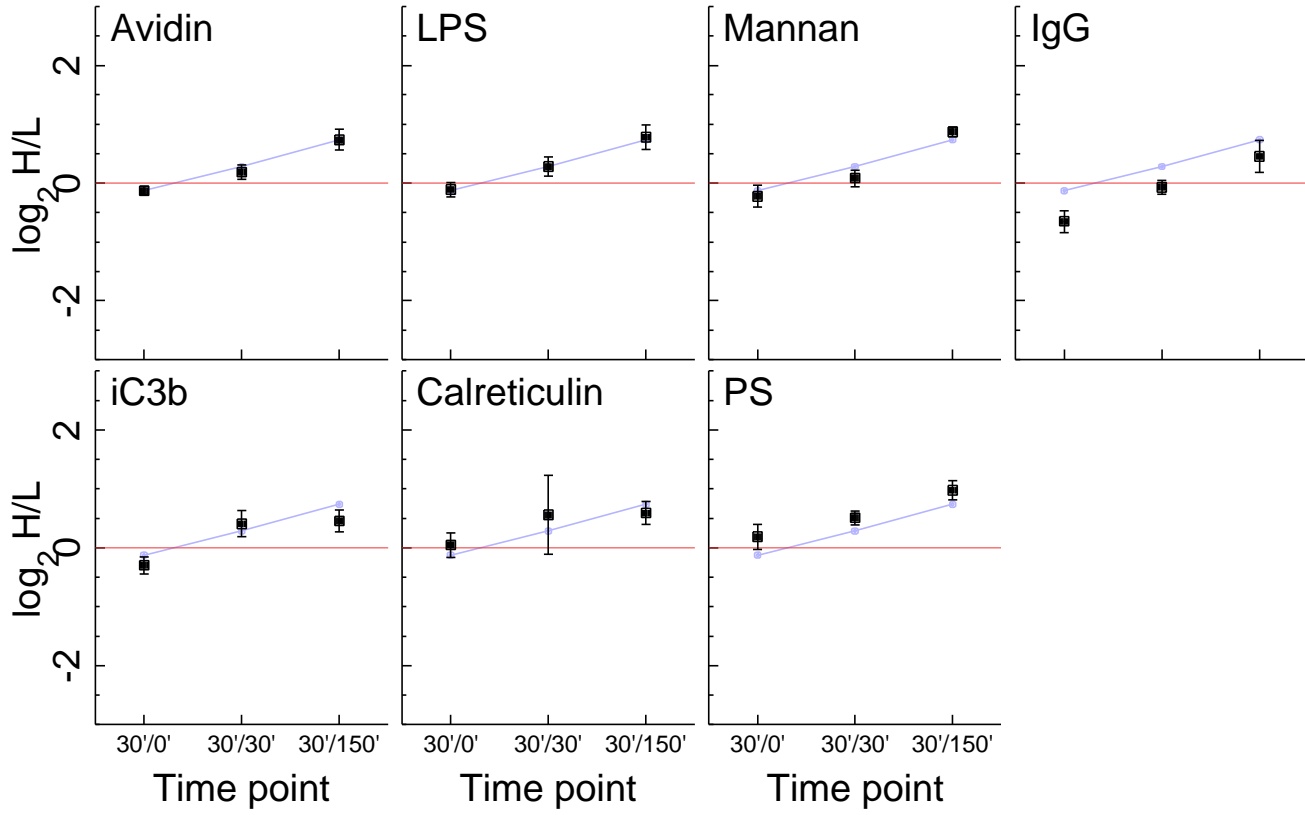 Avidin
LPS
Mannan
IgG
2
0
-2
log2 H/L
iC3b
Calreticulin
PS
2
0
-2
log2 H/L
30'/0' 30'/30' 30'/150'
30'/0' 30'/30' 30'/150'
30'/0' 30'/30' 30'/150'
Time point
Time point
Time point